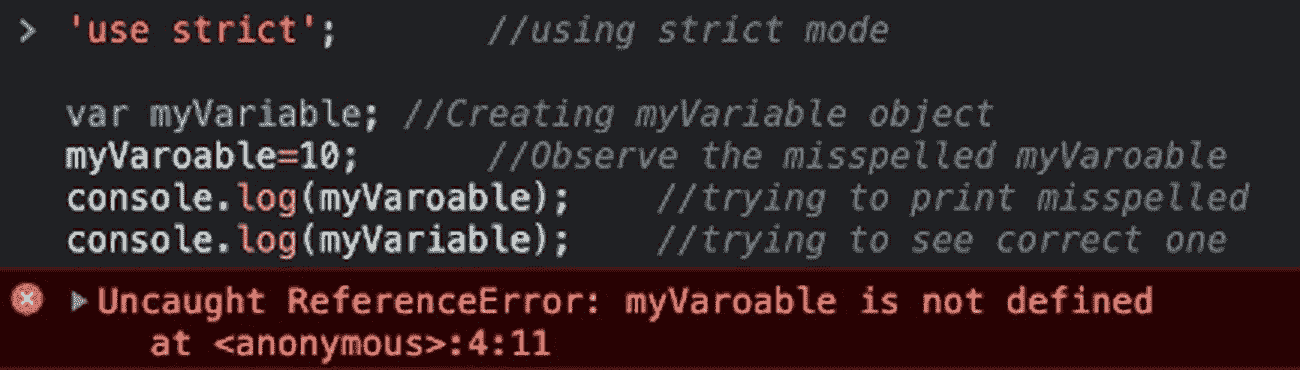 > 'use strict'; //using strict mode
var myVariable; //Creating myVariable object
myVaroable=10; //Observe the misspelled myVaroable
console.log(myVaroable); //trying to print misspelled
console.log(myVariable); //trying to see correct one
Uncaught ReferenceError: myVaroable is not defined
at <anonymous>:4:11